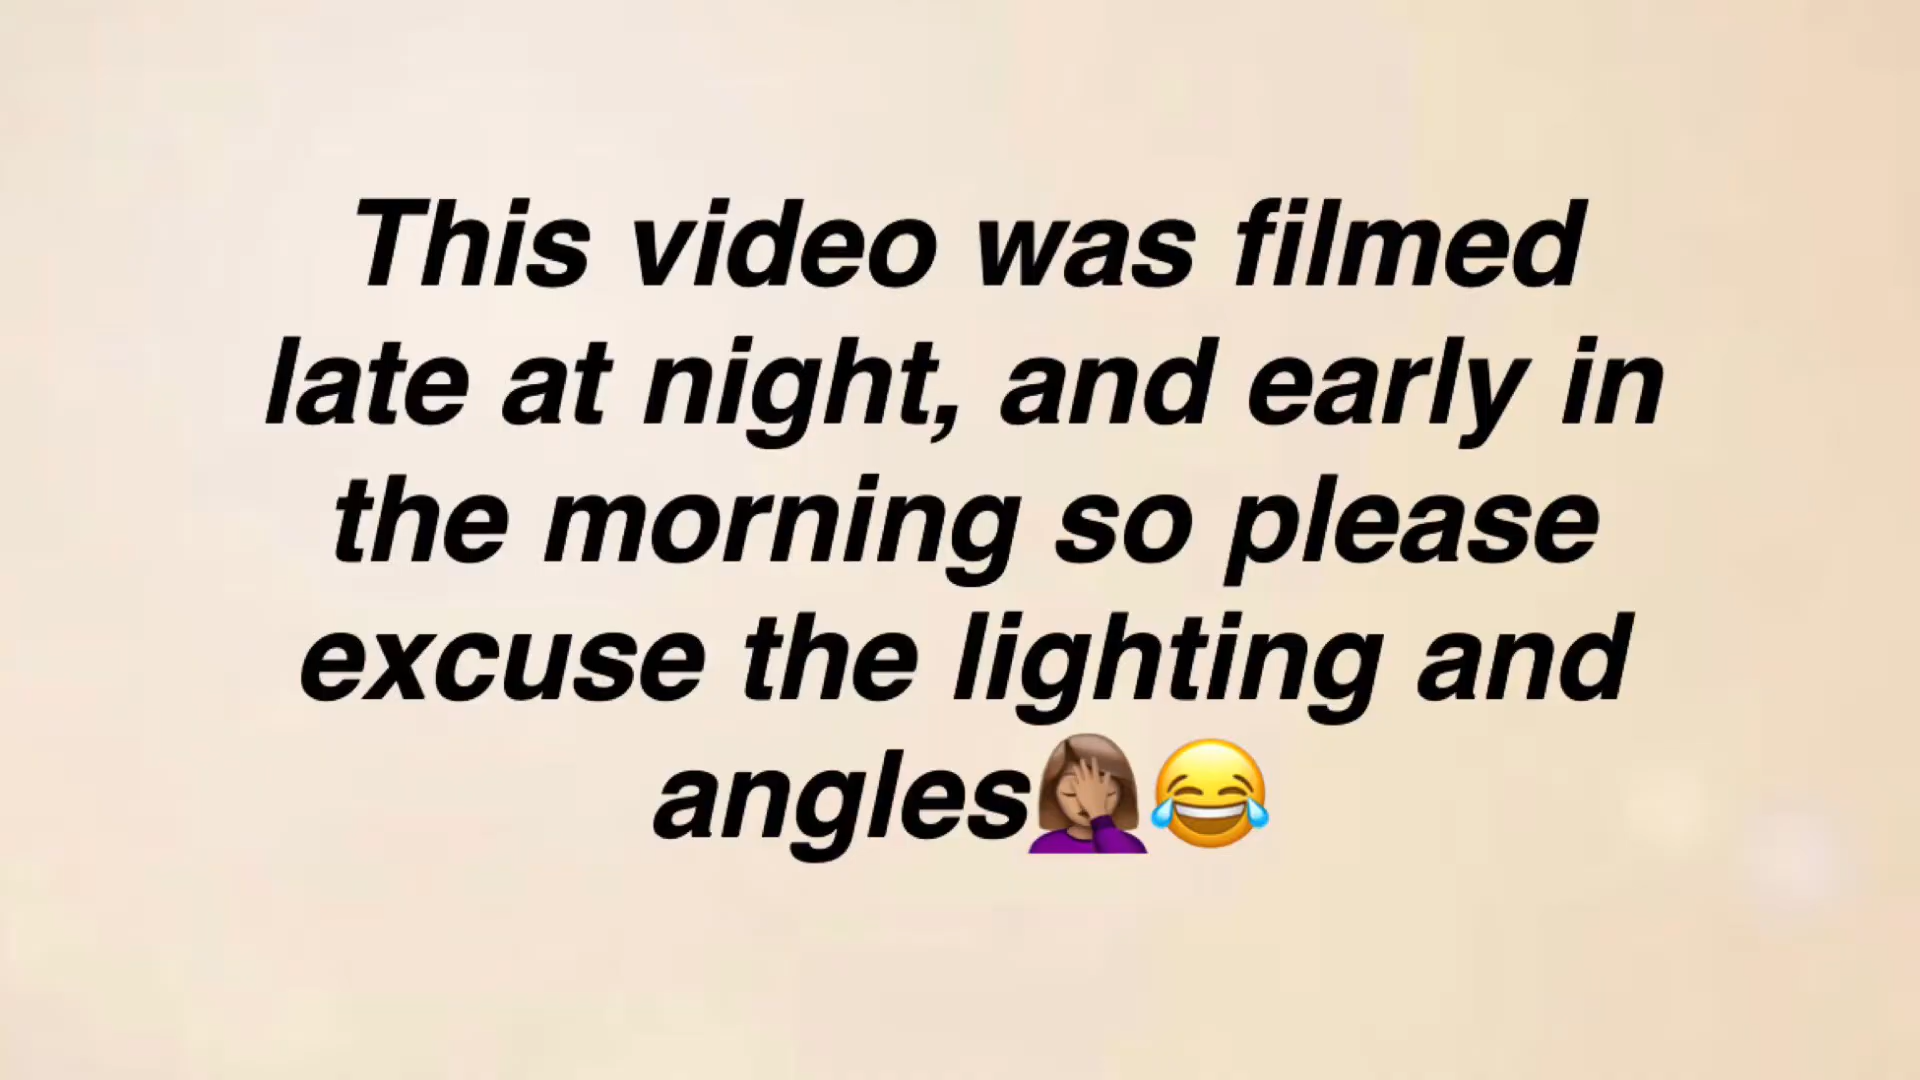 This video was filmed
late at night, and early in
the morning so please
excuse the lighting and
angles🤦🏽‍♀️😂